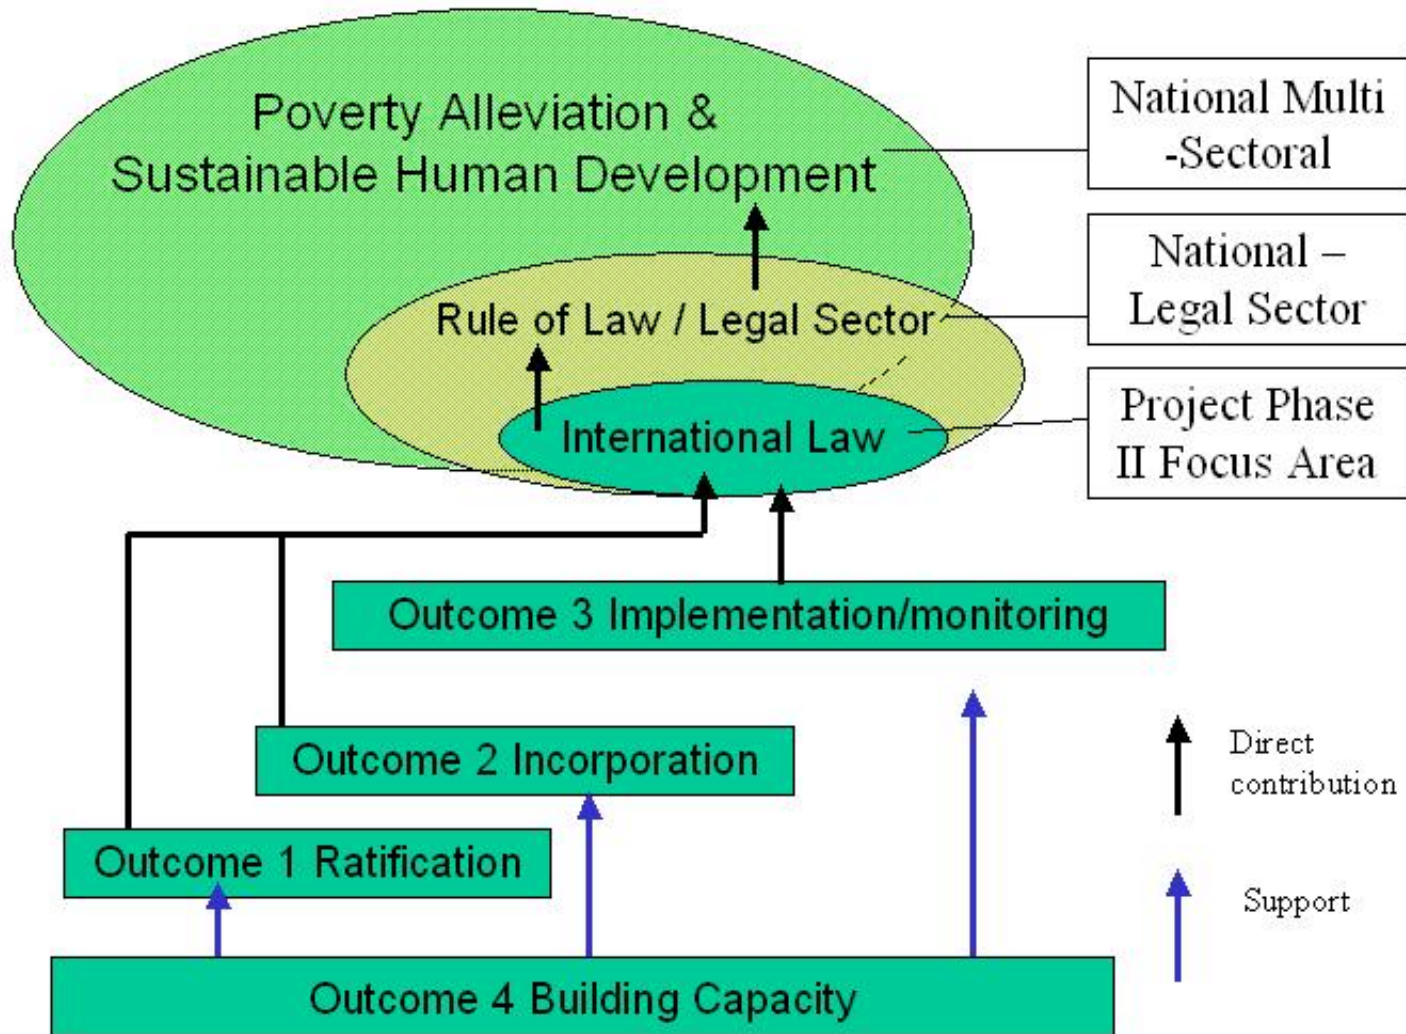 Poverty Alleviation &
Sustainable Human Development
National Multi
-Sectoral
Rule of Law / Legal Sector
National –
Legal Sector
International Law
Project Phase
II Focus Area
Outcome 3 Implementation/monitoring
Outcome 2 Incorporation
Direct
contribution
Outcome 1 Ratification
Support
Outcome 4 Building Capacity